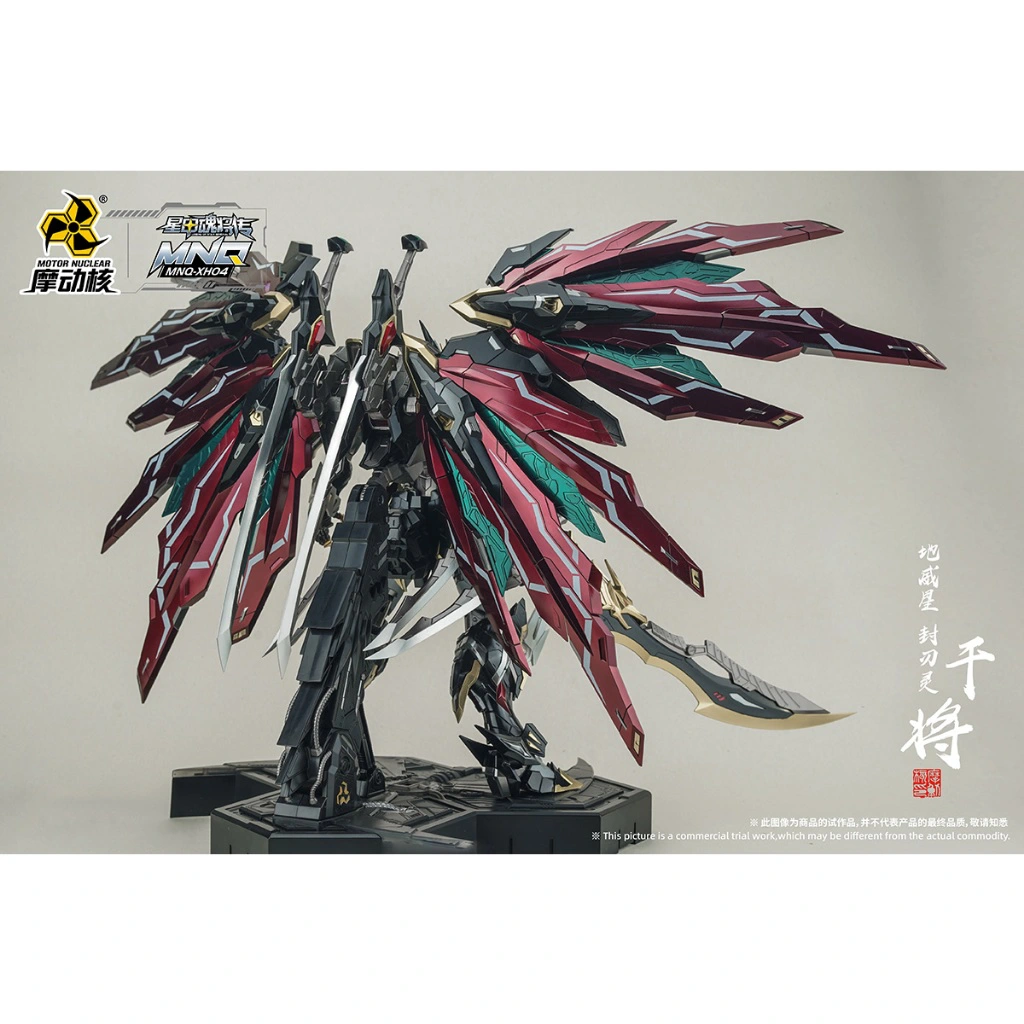 ®
MOTOR NUCLEAR
摩动核
星甲魂将传
MNQ
MNQ-XH04
地威星 封刃灵
干将
※ 此图像为商品的试作品，并不代表产品的最终品质，敬请知悉
※ This picture is a commercial trial work,which may be different from the actual commodity.